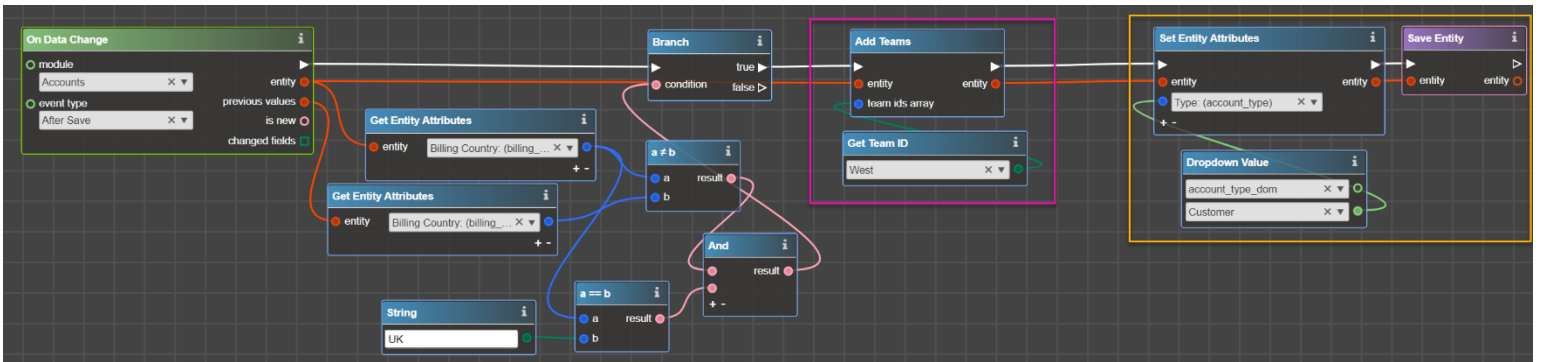 On Data Change i
module
Accounts
entity
event type
previous values
After Save
is new
changed fields
Get Entity Attributes i
entity
Billing Country: (billing_...
+ -
Get Entity Attributes i
entity
Billing Country: (billing_...
+ -
String i
UK
a ≠ b i
a result
b
a == b i
a result
b
And i
result
+ -
Branch i
true
condition
false
Add Teams i
entity entity
team ids array
Get Team ID i
West
Set Entity Attributes i
entity entity
Type: (account_type)
+ -
Dropdown Value i
account_type_dom
Customer
Save Entity i
entity entity